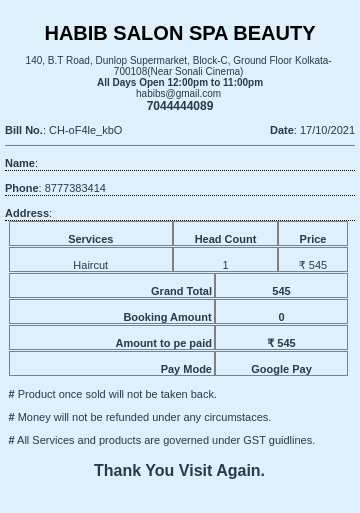 HABIB SALON SPA BEAUTY
140, B.T Road, Dunlop Supermarket, Block-C, Ground Floor Kolkata-
700108(Near Sonali Cinema)
All Days Open 12:00pm to 11:00pm
habibs@gmail.com
7044444089
Bill No.: CH-oF4le_kbO Date: 17/10/2021
Name:
Phone: 8777383414
Address:
Services Head Count Price
Haircut 1 ₹ 545
Grand Total 545
Booking Amount 0
Amount to pe paid ₹ 545
Pay Mode Google Pay
# Product once sold will not be taken back.
# Money will not be refunded under any circumstaces.
# All Services and products are governed under GST guidlines.
Thank You Visit Again.